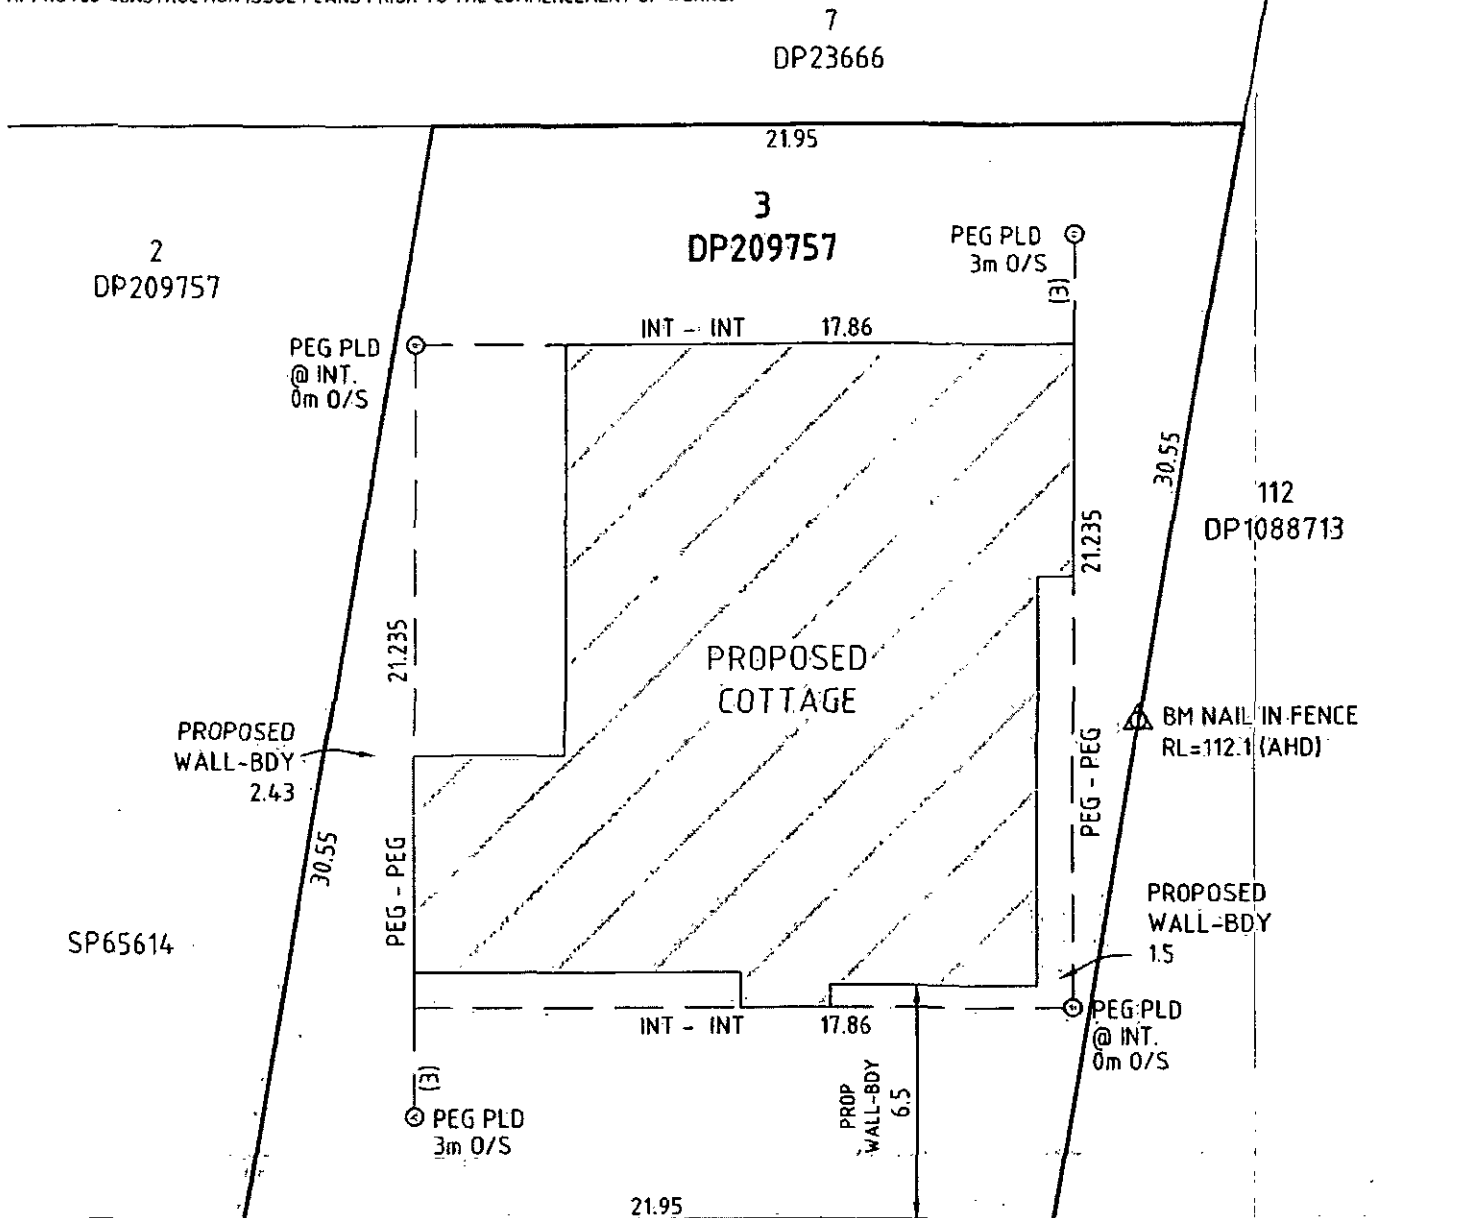 7
DP23666
21.95
3
DP209757
2
DP209757
PEG PLD
3m O/S
(3)
INT - INT 17.86
PEG PLD
@ INT.
0m O/S
30.55
112
DP1088713
21.235
21.235
PROPOSED
COTTAGE
PROPOSED
WALL-BDY
2.43
BM NAIL IN FENCE
RL=112.1 (AHD)
PEG - PEG
30.55
PEG - PEG
PROPOSED
WALL-BDY
1.5
SP65614
INT - INT 17.86
PEG PLD
@ INT.
0m O/S
(3)
PEG PLD
3m O/S
PROP
WALL-BDY
6.5
21.95